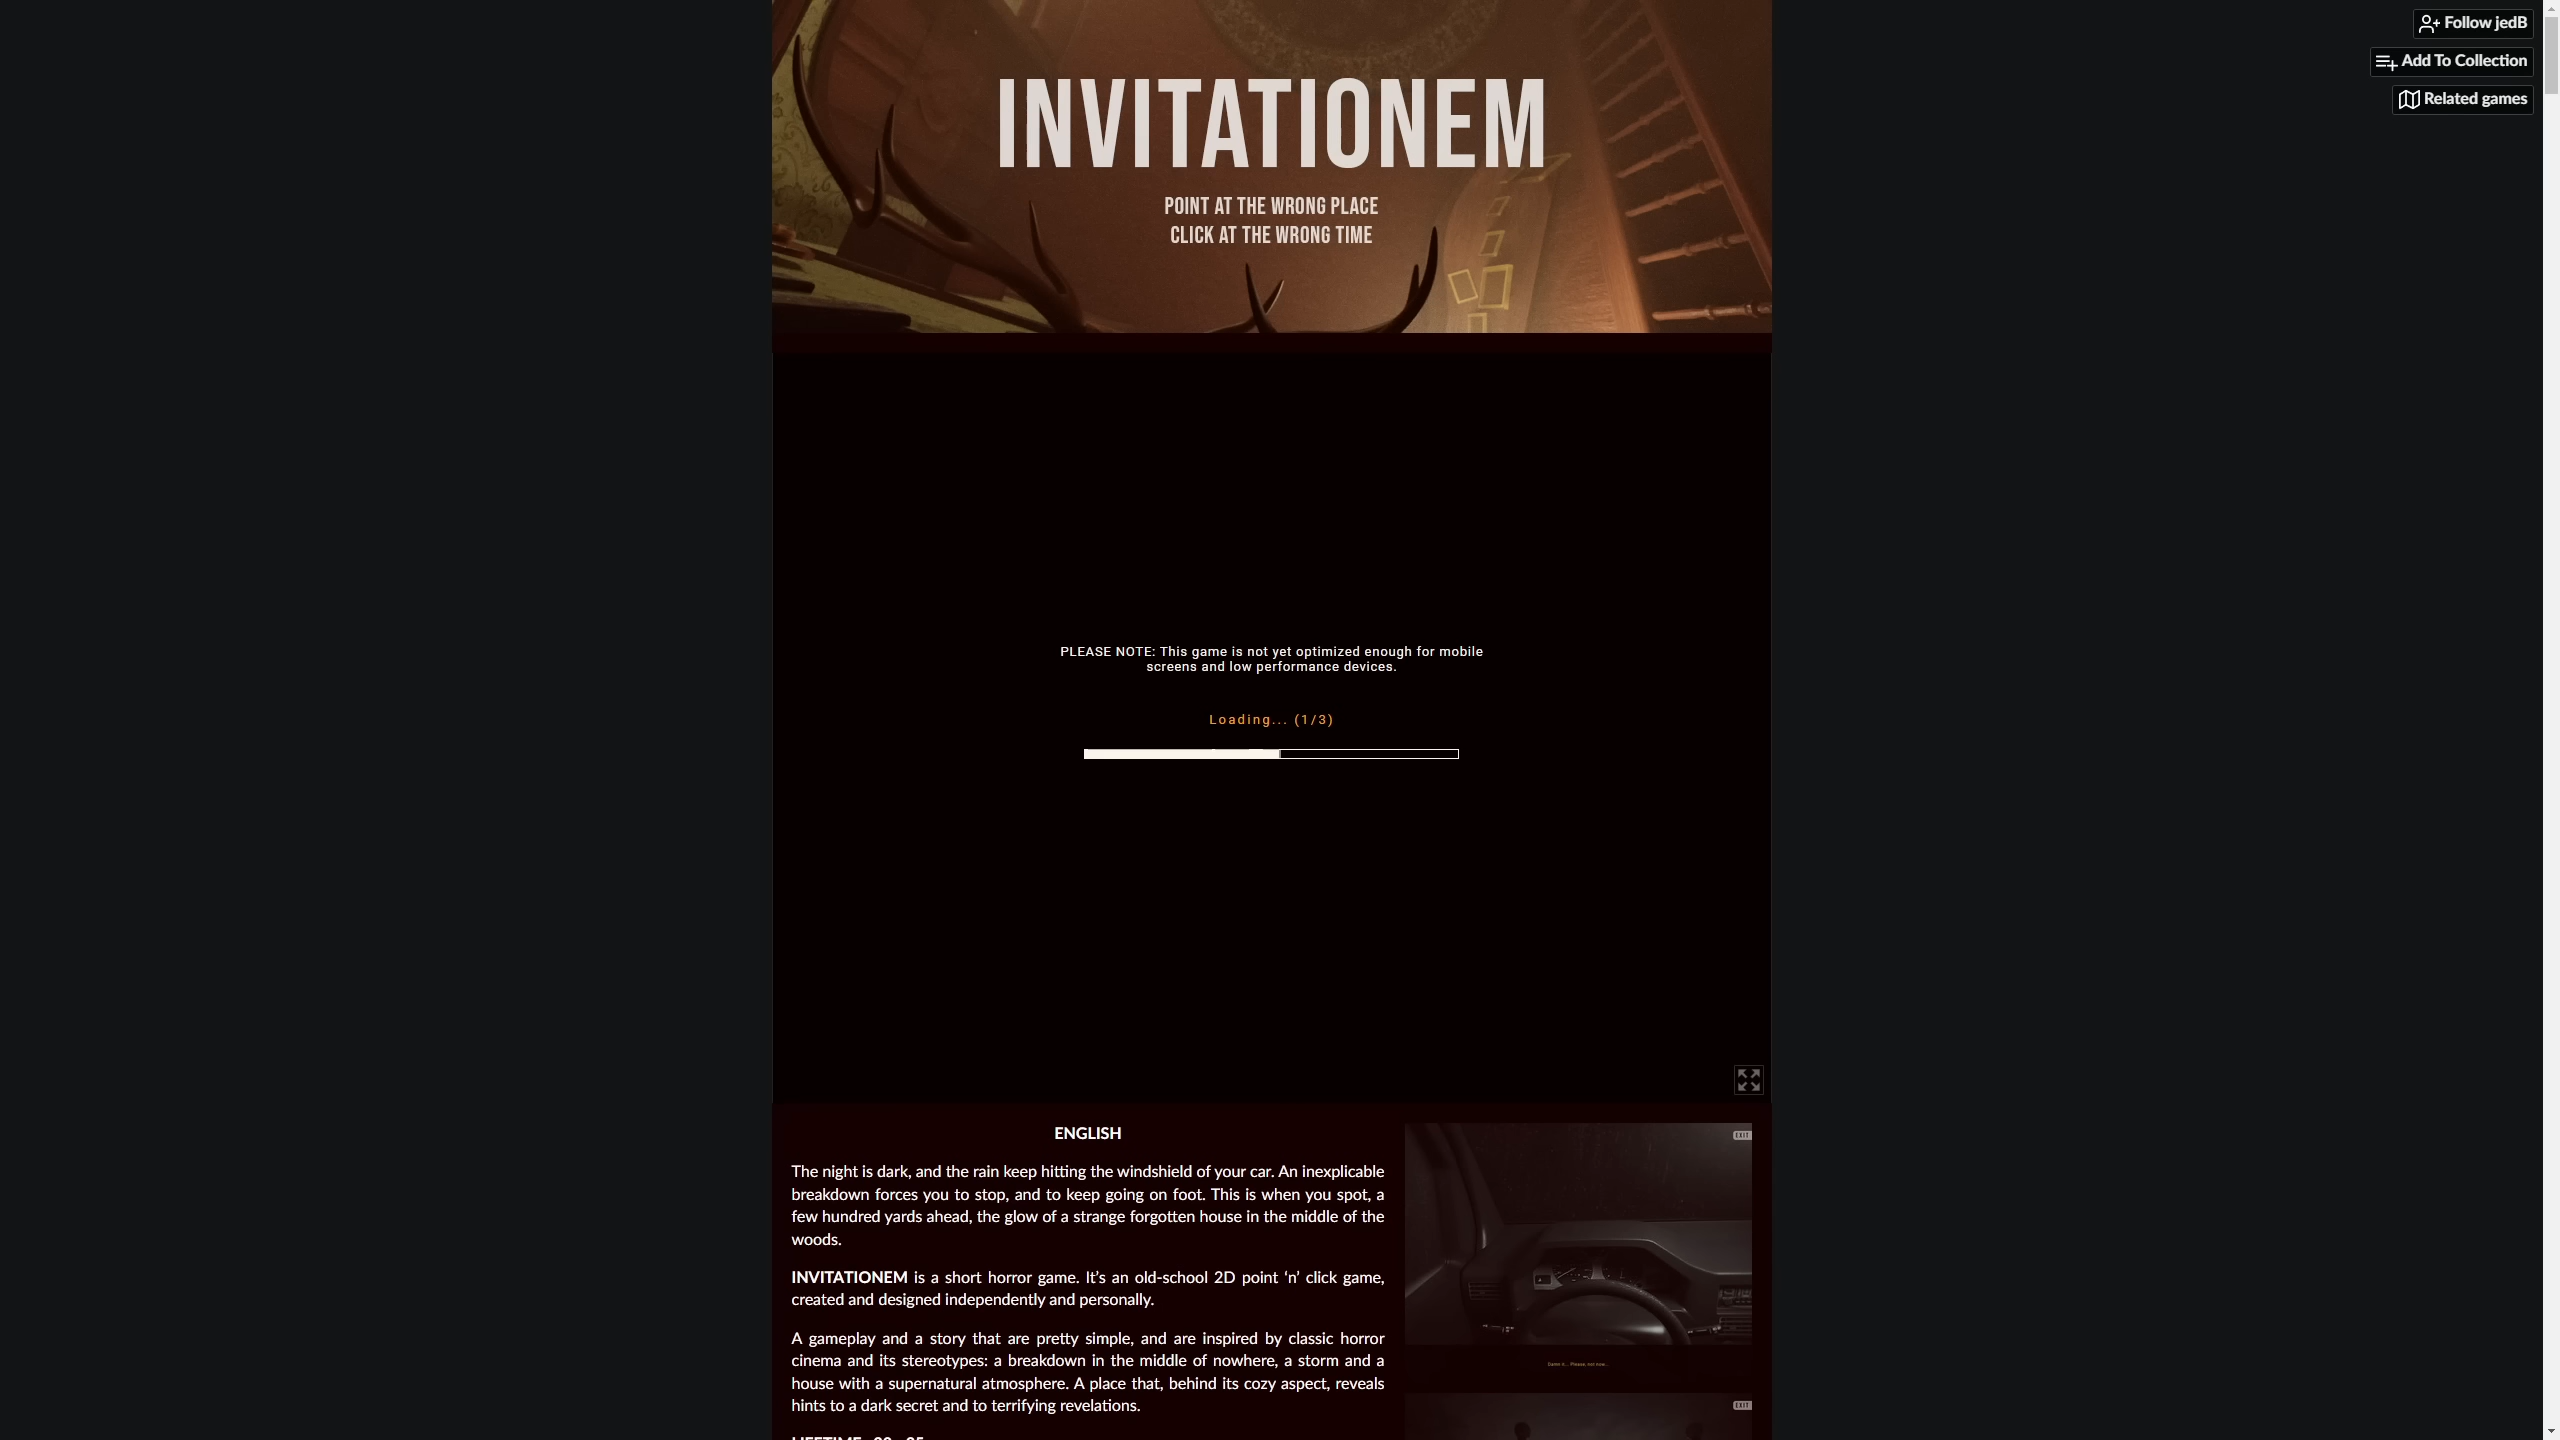 Follow jedB
Add To Collection
Related games
INVITATIONEM
POINT AT THE WRONG PLACE
CLICK AT THE WRONG TIME
PLEASE NOTE: This game is not yet optimized enough for mobile
screens and low performance devices.
Loading... (1/3)
ENGLISH
The night is dark, and the rain keep hitting the windshield of your car. An inexplicable
breakdown forces you to stop, and to keep going on foot. This is when you spot, a
few hundred yards ahead, the glow of a strange forgotten house in the middle of the
woods.
INVITATIONEM is a short horror game. It’s an old-school 2D point ‘n’ click game,
created and designed independently and personally.
A gameplay and a story that are pretty simple, and are inspired by classic horror
cinema and its stereotypes: a breakdown in the middle of nowhere, a storm and a
house with a supernatural atmosphere. A place that, behind its cozy aspect, reveals
hints to a dark secret and to terrifying revelations.
EXIT
Damn it... Please, not now...
EXIT